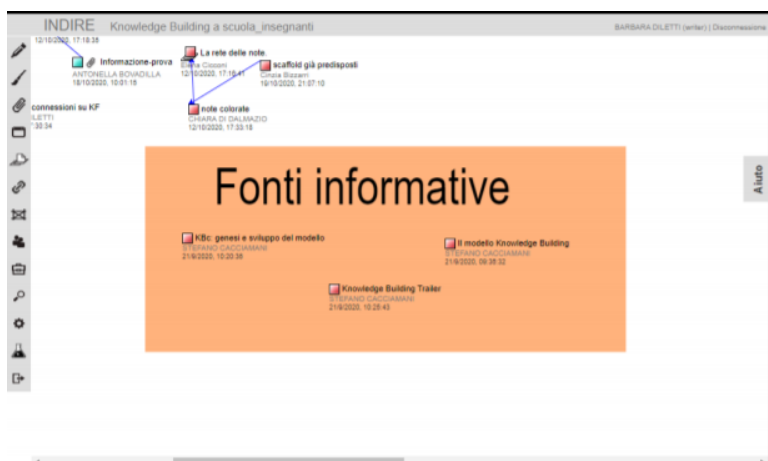 INDIRE Knowledge Building a scuola_insegnanti
BARBARA DILETTI (writer) | Disconnessione
12/10/2020, 17:18:38
Informazione-prova
ANTONELLA BOVADILLA
18/10/2020, 10:01:16
La rete delle note.
12/10/2020, 17:16:41
scaffold già predisposti
Cinzia Bizzarri
19/10/2020, 21:07:10
connessioni su KF
LETTI
note colorate
CHIARA DI DALMAZIO
12/10/2020, 17:33:18
Aiuto
Fonti informative
KBc: genesi e sviluppo del modello
STEFANO CACCIAMANI
21/9/2020, 10:20:38
Il modello Knowledge Building
STEFANO CACCIAMANI
21/9/2020, 09:38:32
Knowledge Building Trailer
STEFANO CACCIAMANI
21/9/2020, 10:25:43